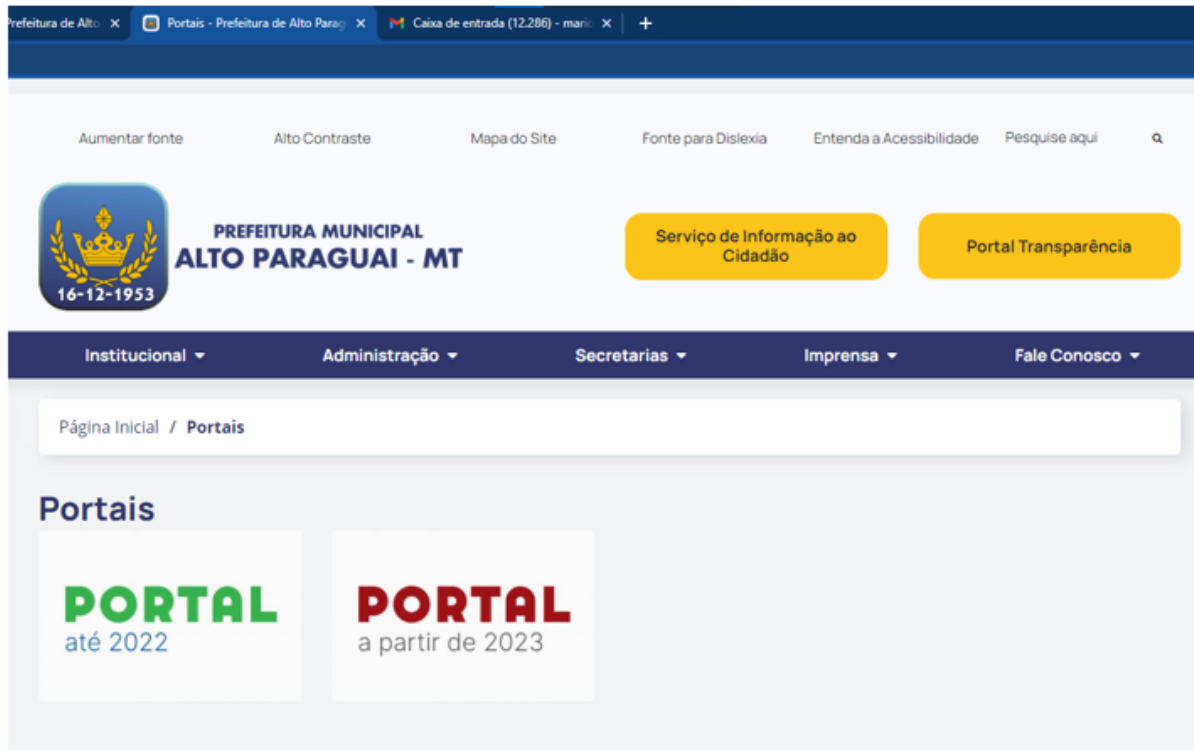 Prefeitura de Alto
Portais - Prefeitura de Alto Parag
Caixa de entrada (12.286) - mario
Aumentar fonte
Alto Contraste
Mapa do Site
Fonte para Dislexia
Entenda a Acessibilidade
Pesquise aqui
16-12-1953
PREFEITURA MUNICIPAL
ALTO PARAGUAI - MT
Serviço de Informação ao
Cidadão
Portal Transparência
Institucional
Administração
Secretarias
Imprensa
Fale Conosco
Página Inicial / Portais
Portais
PORTAL
até 2022
PORTAL
a partir de 2023